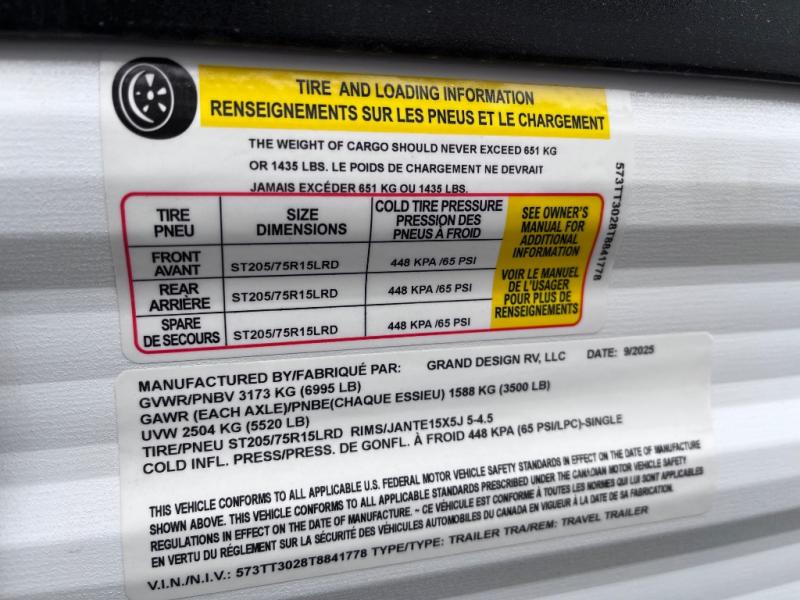 TIRE AND LOADING INFORMATION
RENSEIGNEMENTS SUR LES PNEUS ET LE CHARGEMENT
THE WEIGHT OF CARGO SHOULD NEVER EXCEED 651 KG
OR 1435 LBS. LE POIDS DE CHARGEMENT NE DEVRAIT
JAMAIS EXCÉDER 651 KG OU 1435 LBS.
TIRE
PNEU
SIZE
DIMENSIONS
COLD TIRE PRESSURE
PRESSION DES
PNEUS À FROID
SEE OWNER'S
MANUAL FOR
ADDITIONAL
INFORMATION
VOIR LE MANUEL
DE L'USAGER
POUR PLUS DE
RENSEIGNEMENTS
FRONT
AVANT
ST205/75R15LRD
448 KPA /65 PSI
REAR
ARRIÈRE
ST205/75R15LRD
448 KPA /65 PSI
SPARE
DE SECOURS
ST205/75R15LRD
448 KPA /65 PSI
573TT3028T8841778
MANUFACTURED BY/FABRIQUÉ PAR: GRAND DESIGN RV, LLC DATE: 9/2025
GVWR/PNBV 3173 KG (6995 LB)
GAWR (EACH AXLE)/PNBE(CHAQUE ESSIEU) 1588 KG (3500 LB)
UVW 2504 KG (5520 LB)
TIRE/PNEU ST205/75R15LRD RIMS/JANTE15X5J 5-4.5
COLD INFL. PRESS/PRESS. DE GONFL. À FROID 448 KPA (65 PSI/LPC)-SINGLE
THIS VEHICLE CONFORMS TO ALL APPLICABLE U.S. FEDERAL MOTOR VEHICLE SAFETY STANDARDS IN EFFECT ON THE DATE OF MANUFACTURE
SHOWN ABOVE. THIS VEHICLE CONFORMS TO ALL APPLICABLE STANDARDS PRESCRIBED UNDER THE CANADIAN MOTOR VEHICLE SAFETY
REGULATIONS IN EFFECT ON THE DATE OF MANUFACTURE. ~ CE VÉHICULE EST CONFORME À TOUTES LES NORMES QUI LUI SONT APPLICABLES
EN VERTU DU RÉGLEMENT SUR LA SÉCURITÉ DES VÉHICULES AUTOMOBILES DU CANADA EN VIGUEUR À LA DATE DE SA FABRICATION.
V.I.N./N.I.V.: 573TT3028T8841778 TYPE/TYPE: TRAILER TRA/REM: TRAVEL TRAILER